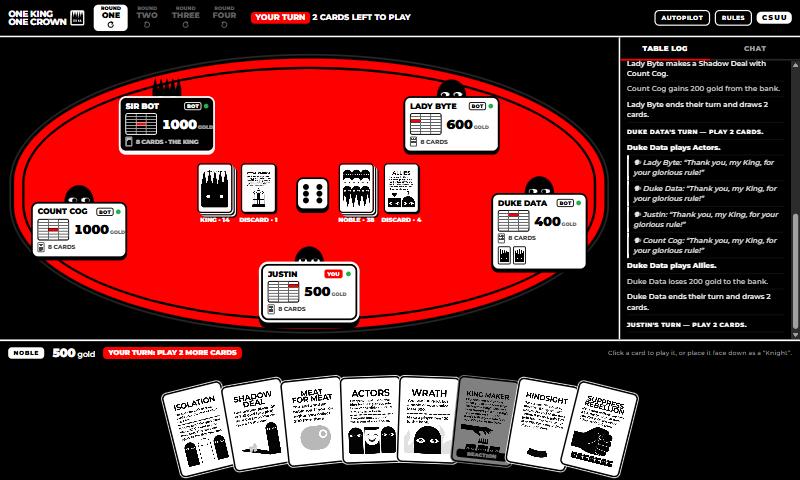 ONE KING
ONE CROWN
ROUND
ONE
ROUND
TWO
ROUND
THREE
ROUND
FOUR
YOUR TURN 2 CARDS LEFT TO PLAY
AUTOPILOT
RULES
CSUU
SIR BOT BOT
1000 GOLD
8 CARDS · THE KING
LADY BYTE BOT
600 GOLD
8 CARDS
COUNT COG BOT
1000 GOLD
8 CARDS
DUKE DATA BOT
400 GOLD
8 CARDS
JUSTIN YOU
500 GOLD
8 CARDS
ALLIES
KING · 14
DISCARD · 1
NOBLE · 38
DISCARD · 4
TABLE LOG
CHAT
Lady Byte makes a Shadow Deal with
Count Cog.
Count Cog gains 200 gold from the bank.
Lady Byte ends their turn and draws 2
cards.
DUKE DATA'S TURN — PLAY 2 CARDS.
Duke Data plays Actors.
Lady Byte: "Thank you, my King, for
your glorious rule!"
Duke Data: "Thank you, my King, for
your glorious rule!"
Justin: "Thank you, my King, for your
glorious rule!"
Count Cog: "Thank you, my King, for
your glorious rule!"
Duke Data plays Allies.
Duke Data loses 200 gold to the bank.
Duke Data ends their turn and draws 2
cards.
JUSTIN'S TURN — PLAY 2 CARDS.
NOBLE 500 gold YOUR TURN: PLAY 2 MORE CARDS
Click a card to play it, or place it face down as a "Knight".
ISOLATION
SHADOW
DEAL
MEAT
FOR MEAT
ACTORS
WRATH
KING MAKER
REACTION
HINDSIGHT
SUPPRESS
REBELLION